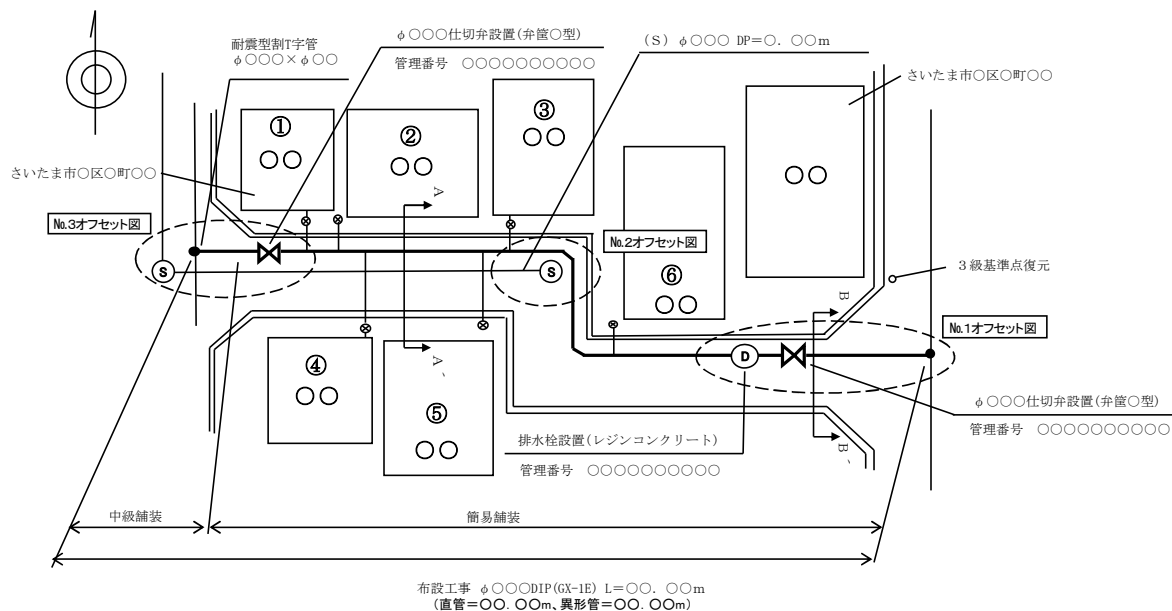 耐震型割T字管
φ○○○×φ○○
φ○○○仕切弁設置(弁筐○型)
管理番号 ○○○○○○○○○○
(S) φ○○○ DP=○. ○○m
さいたま市○区○町○○
①
○○
②
○○
③
○○
○○
さいたま市○区○町○○
A
No.3オフセット図
No.2オフセット図
S
S
⑥
○○
3級基準点復元
B
No.1オフセット図
④
○○
A、
⑤
○○
D
φ○○○仕切弁設置(弁筐○型)
管理番号 ○○○○○○○○○○
排水栓設置(レジンコンクリート)
管理番号 ○○○○○○○○○○
B、
中級舗装
簡易舗装
布設工事 φ○○○DIP(GX-1E) L=○○. ○○m
(直管=○○. ○○m、異形管=○○. ○○m)